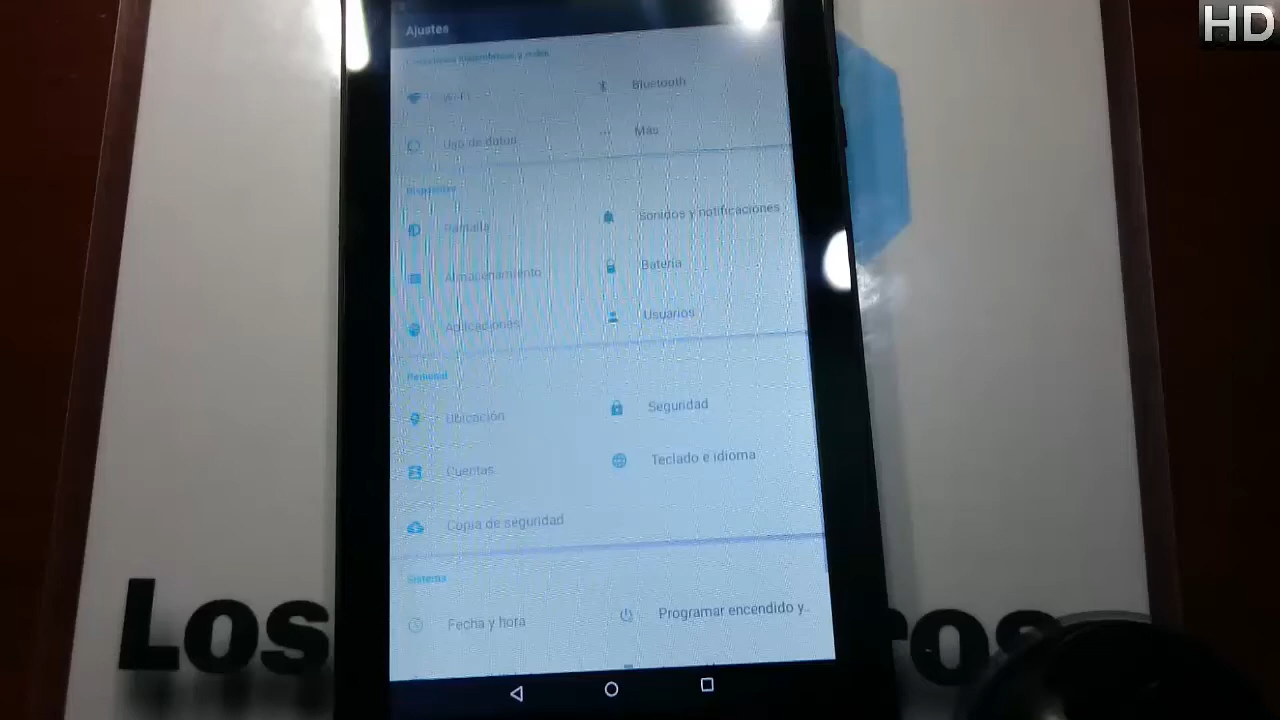 HD
Ajustes
Conexiones inalámbricas y redes
Wi-Fi
Bluetooth
Uso de datos
Más
Dispositivo
Pantalla
Sonidos y notificaciones
Almacenamiento
Batería
Aplicaciones
Usuarios
Personal
Ubicación
Seguridad
Cuentas
Teclado e idioma
Copia de seguridad
Sistema
Fecha y hora
Programar encendido y..
Los
ros